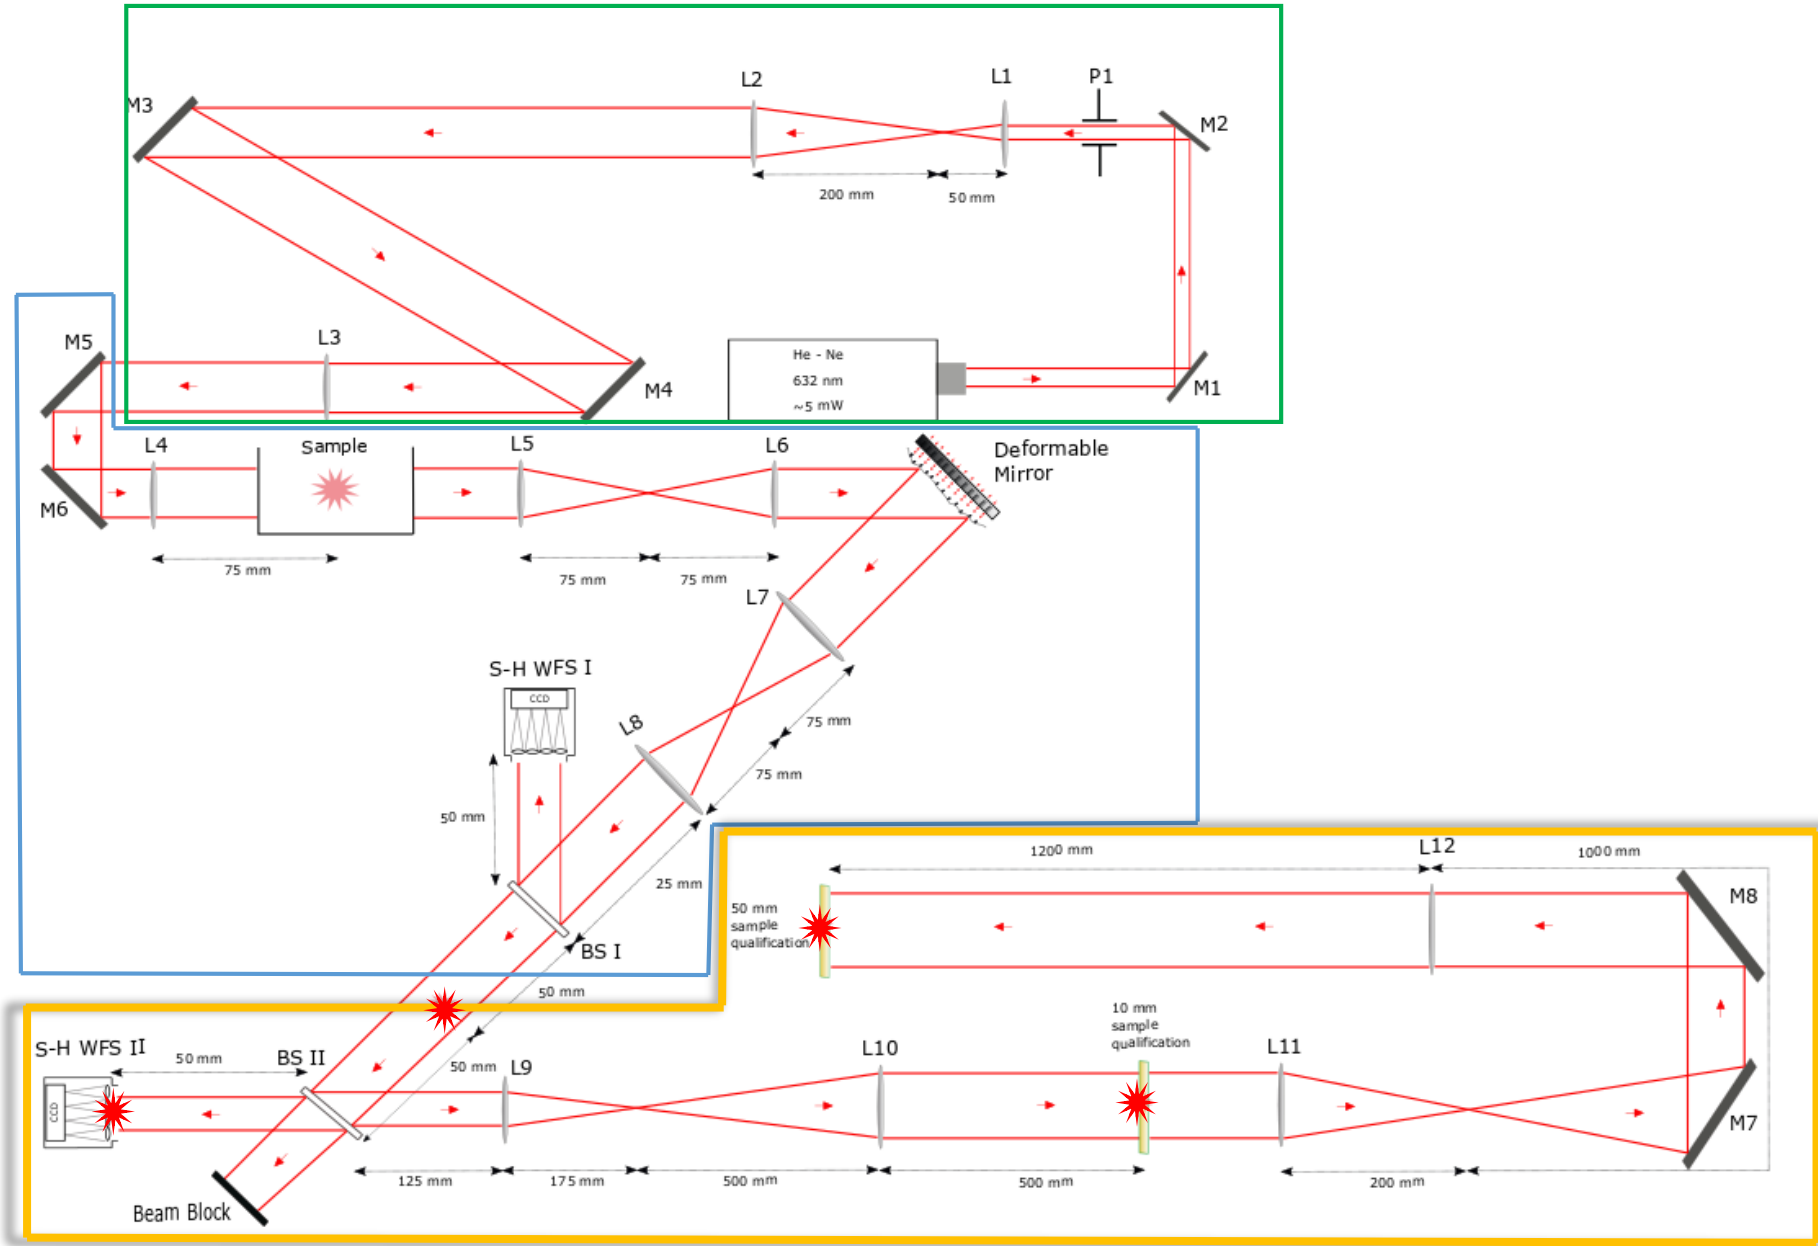 L2
L1
P1
M3
M2
200 mm
50 mm
L3
M5
He - Ne
632 nm
~5 mW
M4
M1
L4
Sample
L5
L6
Deformable
Mirror
M6
75 mm
75 mm
75 mm
L7
S-H WFS I
CCD
L8
75 mm
75 mm
50 mm
25 mm
BS I
50 mm
1200 mm
L12
1000 mm
M8
50 mm
sample
qualification
10 mm
sample
qualification
S-H WFS II
50 mm
BS II
50 mm
L9
L10
L11
CCD
M7
125 mm
175 mm
500 mm
500 mm
200 mm
Beam Block